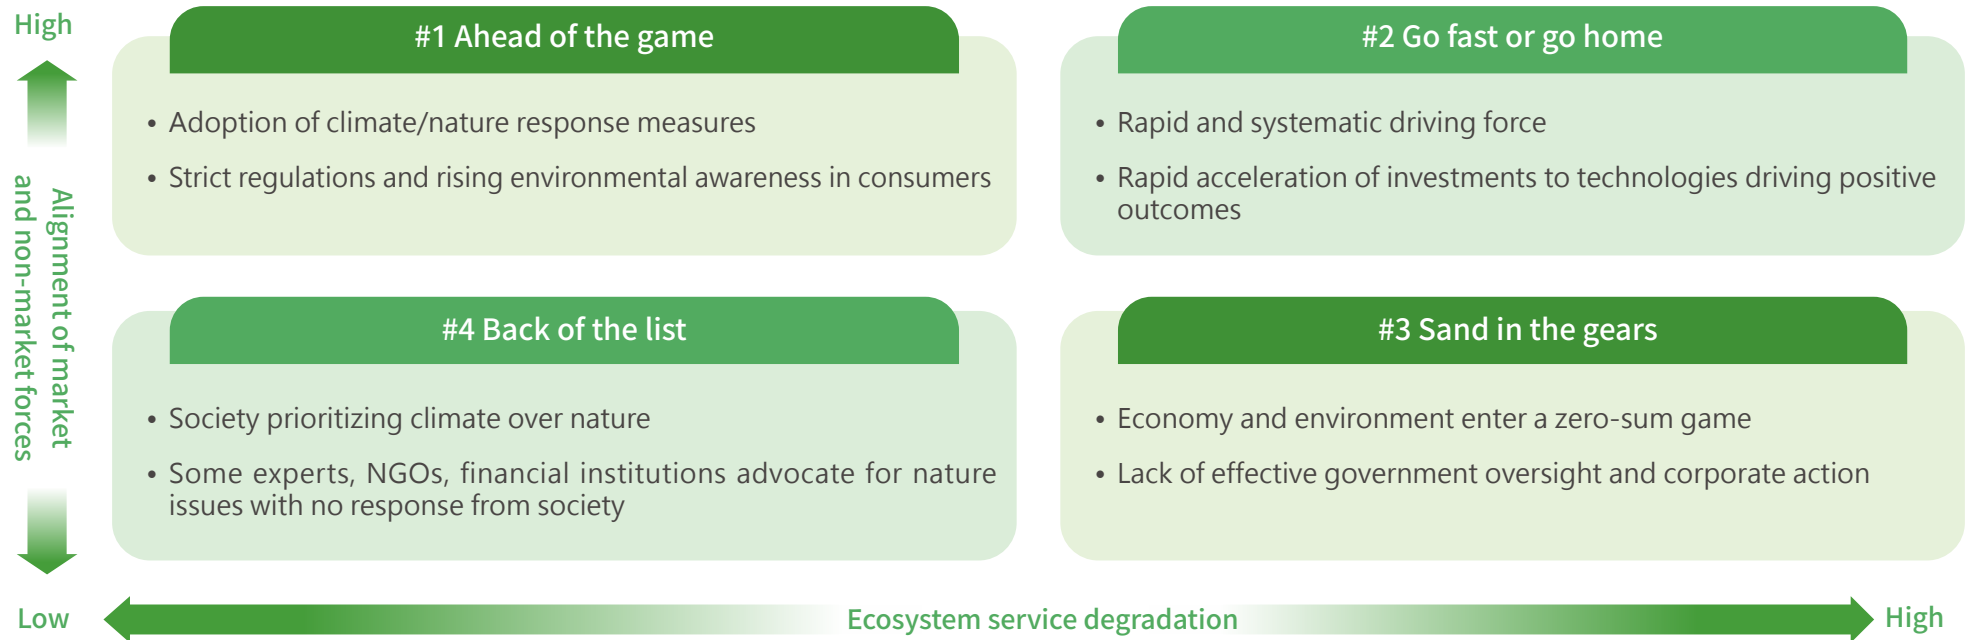 High
#1 Ahead of the game
• Adoption of climate/nature response measures
• Strict regulations and rising environmental awareness in consumers
#2 Go fast or go home
• Rapid and systematic driving force
• Rapid acceleration of investments to technologies driving positive
outcomes
Alignment of market
and non-market forces
#4 Back of the list
• Society prioritizing climate over nature
• Some experts, NGOs, financial institutions advocate for nature
issues with no response from society
#3 Sand in the gears
• Economy and environment enter a zero-sum game
• Lack of effective government oversight and corporate action
Low
Ecosystem service degradation
High